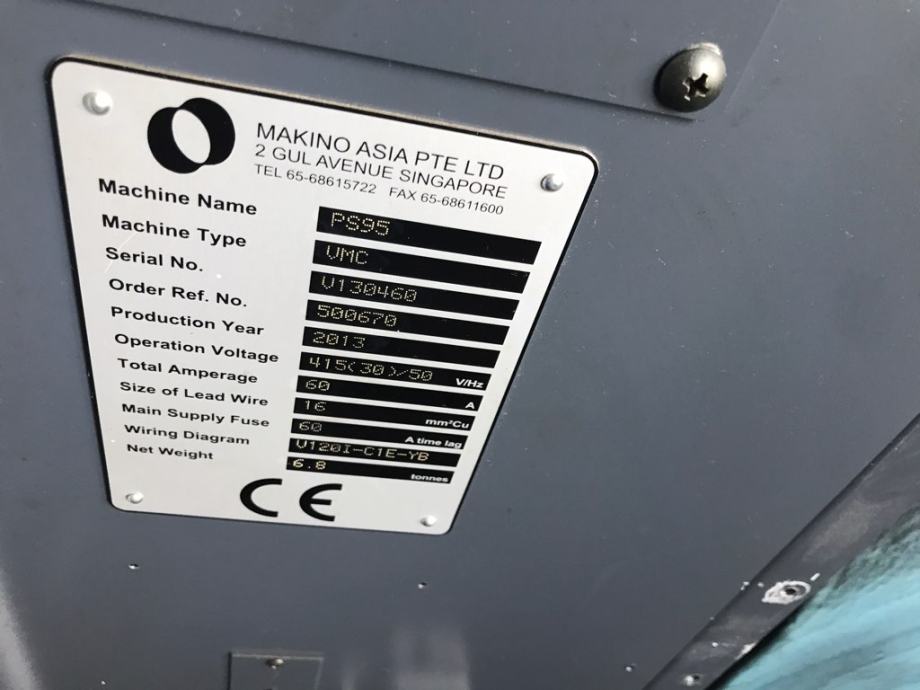 MAKINO ASIA PTE LTD
2 GUL AVENUE SINGAPORE
TEL 65-68615722 FAX 65-68611600
Machine Name PS95
Machine Type VMC
Serial No. V130460
Order Ref. No. 500670
Production Year 2013
Operation Voltage 415(30)/50 V/Hz
Total Amperage 60 A
Size of Lead Wire 16 mm²Cu
Main Supply Fuse 60 A time lag
Wiring Diagram V120I-C1E-YB
Net Weight 6.8 tonnes
CE